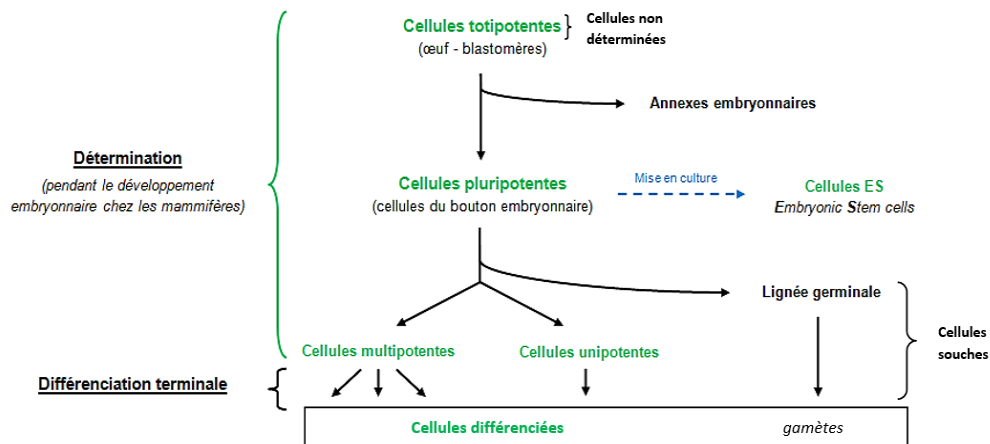 Cellules totipotentes
(œuf - blastomères)
Cellules non
déterminées
Annexes embryonnaires
Détermination
(pendant le développement
embryonnaire chez les mammifères)
Cellules pluripotentes
(cellules du bouton embryonnaire)
Mise en culture
Cellules ES
Embryonic Stem cells
Lignée germinale
Cellules
souches
Cellules multipotentes
Cellules unipotentes
Différenciation terminale
Cellules différenciées
gamètes